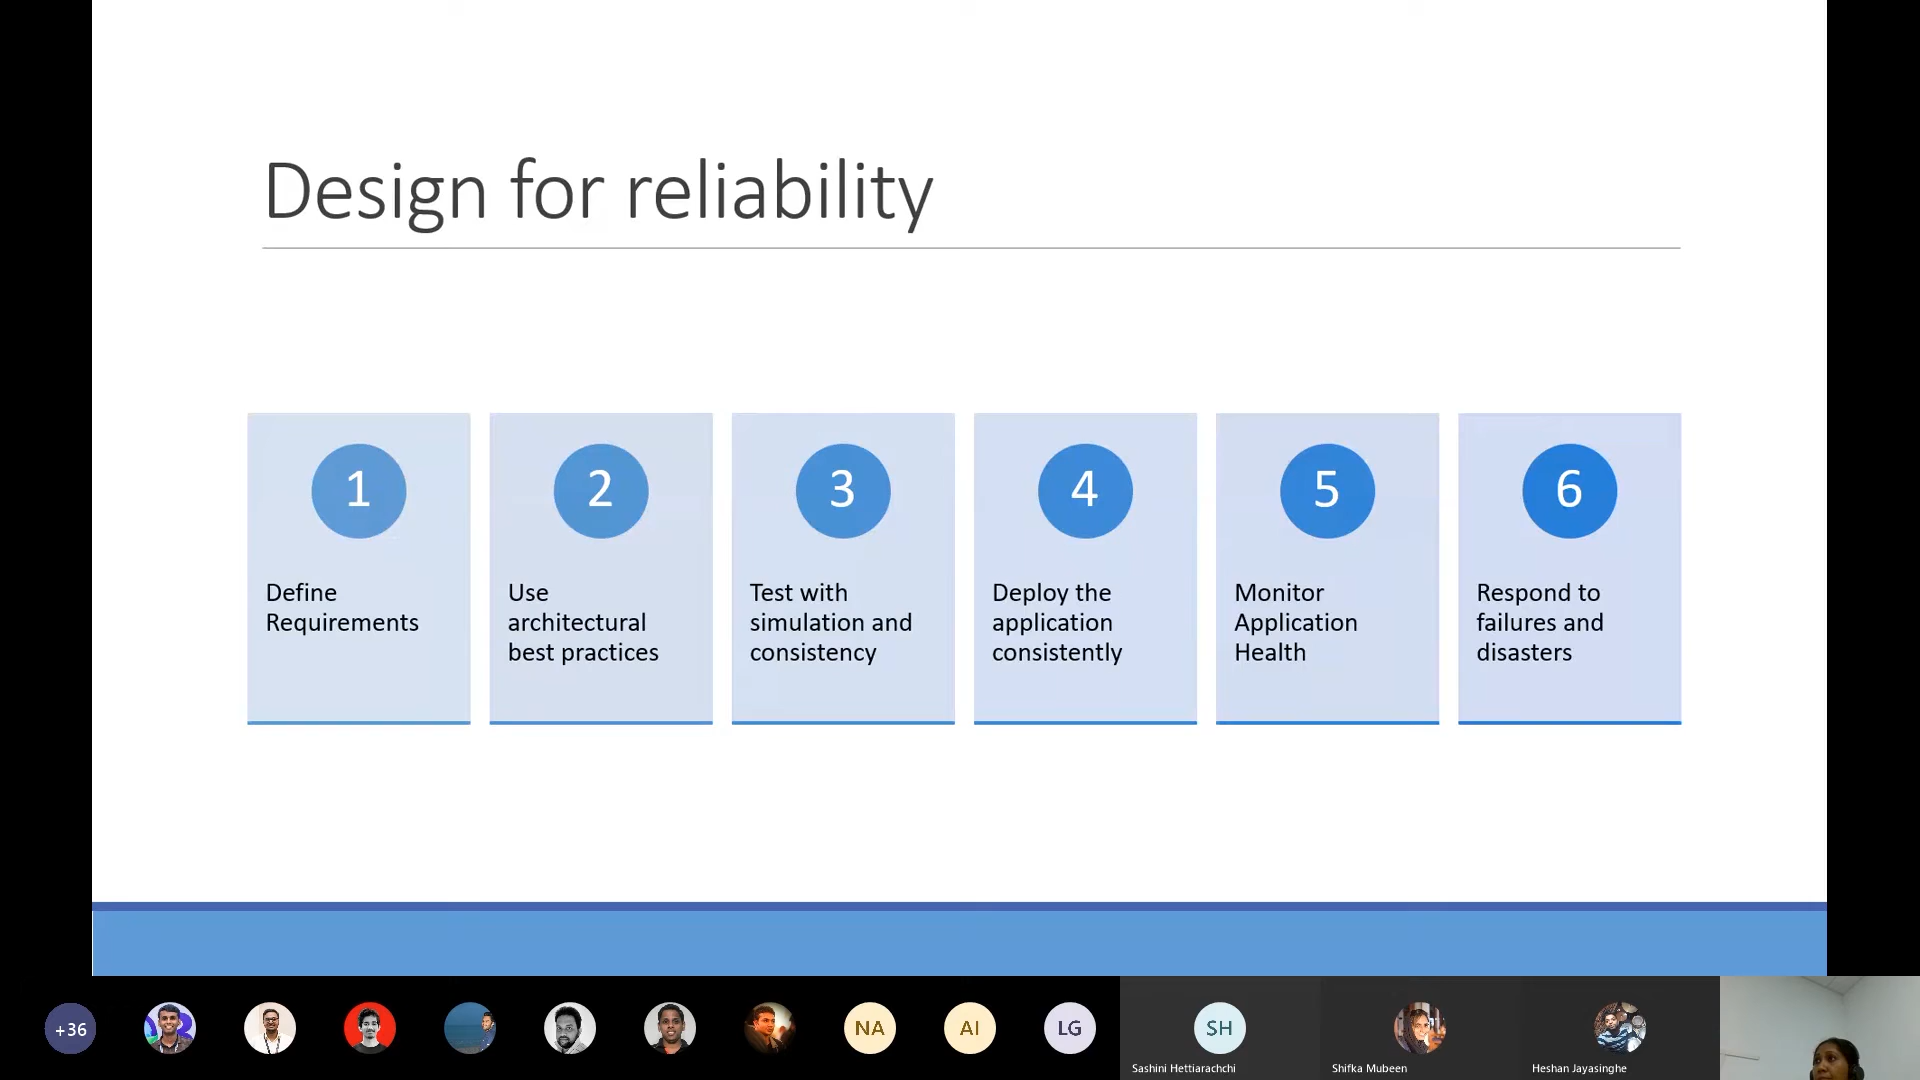 Design for reliability
1
Define
Requirements
2
Use
architectural
best practices
3
Test with
simulation and
consistency
4
Deploy the
application
consistently
5
Monitor
Application
Health
6
Respond to
failures and
disasters
+36
NA
AI
LG
SH
Sashini Hettiarachchi
Shifka Mubeen
Heshan Jayasinghe